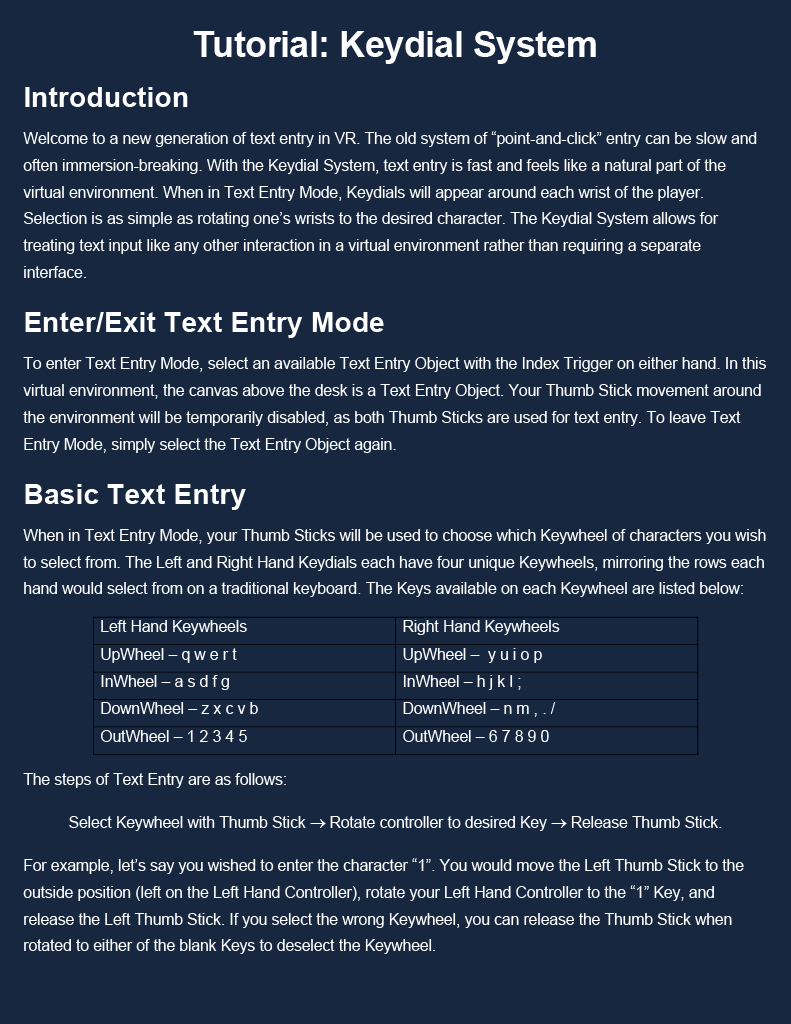 Tutorial: Keydial System
Introduction
Welcome to a new generation of text entry in VR. The old system of “point-and-click” entry can be slow and
often immersion-breaking. With the Keydial System, text entry is fast and feels like a natural part of the
virtual environment. When in Text Entry Mode, Keydials will appear around each wrist of the player.
Selection is as simple as rotating one’s wrists to the desired character. The Keydial System allows for
treating text input like any other interaction in a virtual environment rather than requiring a separate
interface.
Enter/Exit Text Entry Mode
To enter Text Entry Mode, select an available Text Entry Object with the Index Trigger on either hand. In this
virtual environment, the canvas above the desk is a Text Entry Object. Your Thumb Stick movement around
the environment will be temporarily disabled, as both Thumb Sticks are used for text entry. To leave Text
Entry Mode, simply select the Text Entry Object again.
Basic Text Entry
When in Text Entry Mode, your Thumb Sticks will be used to choose which Keywheel of characters you wish
to select from. The Left and Right Hand Keydials each have four unique Keywheels, mirroring the rows each
hand would select from on a traditional keyboard. The Keys available on each Keywheel are listed below:
Left Hand Keywheels Right Hand Keywheels
UpWheel – q w e r t UpWheel – y u i o p
InWheel – a s d f g InWheel – h j k l ;
DownWheel – z x c v b DownWheel – n m , . /
OutWheel – 1 2 3 4 5 OutWheel – 6 7 8 9 0
The steps of Text Entry are as follows:
Select Keywheel with Thumb Stick → Rotate controller to desired Key → Release Thumb Stick.
For example, let’s say you wished to enter the character “1”. You would move the Left Thumb Stick to the
outside position (left on the Left Hand Controller), rotate your Left Hand Controller to the “1” Key, and
release the Left Thumb Stick. If you select the wrong Keywheel, you can release the Thumb Stick when
rotated to either of the blank Keys to deselect the Keywheel.